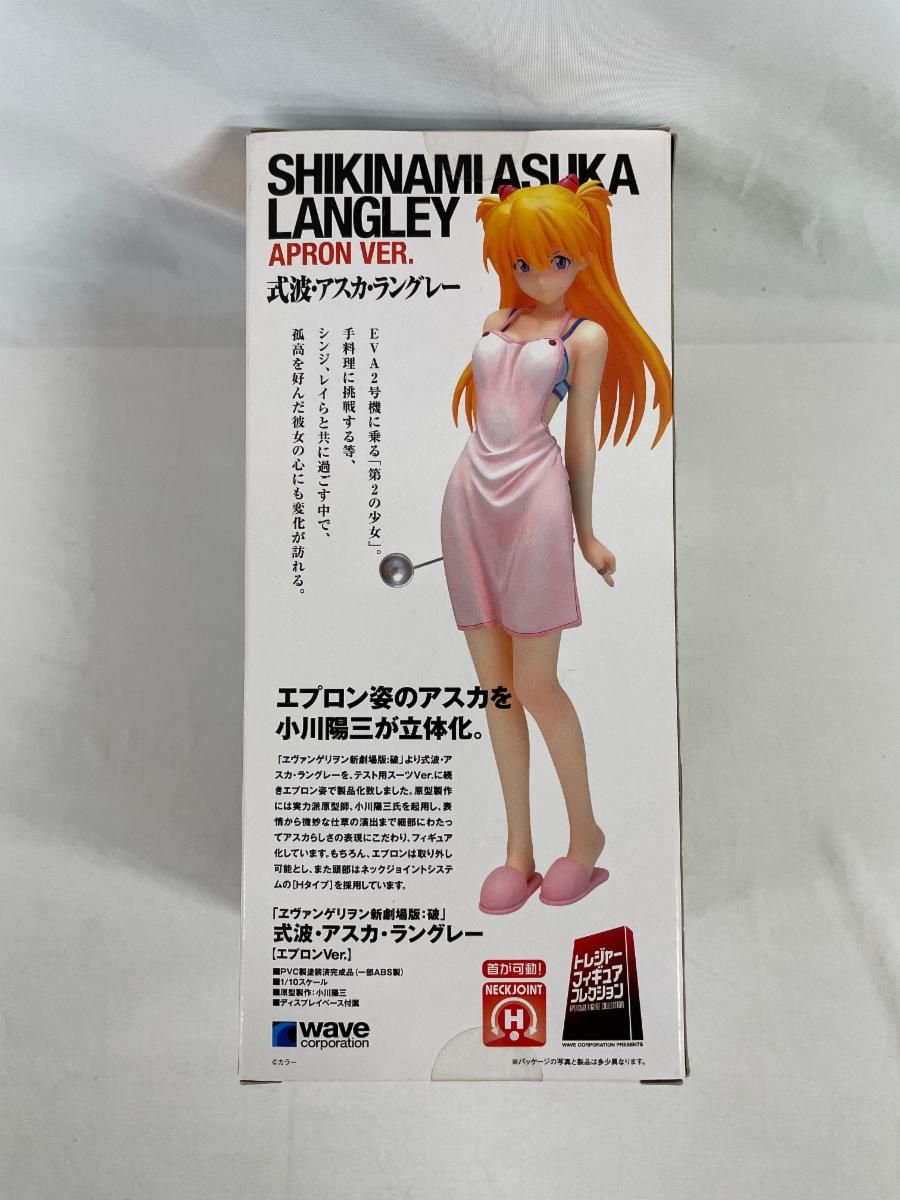 SHIKINAMI ASUKA
LANGLEY
APRON VER.
式波・アスカ・ラングレー
EVA2号機に乗る「第2の少女」。
手料理に挑戦する等、
シンジ、レイらと共に過ごす中で、
孤高を好んだ彼女の心にも変化が訪れる。
エプロン姿のアスカを
小川陽三が立体化。
「ヱヴァンゲリヲン新劇場版:破」より式波・ア
スカ・ラングレーを、テスト用スーツVer.に続
きエプロン姿で製品化致しました。原型製作
には実力派原型師、小川陽三氏を起用し、表
情から微妙な仕草の演出まで細部にわたっ
てアスカらしさの表現にこだわり、フィギュア
化しています。もちろん、エプロンは取り外し
可能とし、また頭部はネックジョイントシステ
ムの[Hタイプ]を採用しています。
「ヱヴァンゲリヲン新劇場版:破」
式波・アスカ・ラングレー
[エプロンVer.]
■PVC製塗装済完成品(一部ABS製)
■1/10スケール
■原型製作:小川陽三
■ディスプレイベース付属
wave
corporation
©カラー
首が可動!
NECKJOINT
H
トレジャー
フィギュア
コレクション
WAVE CORPORATION PRESENTS
※パッケージの写真と製品は多少異なります。